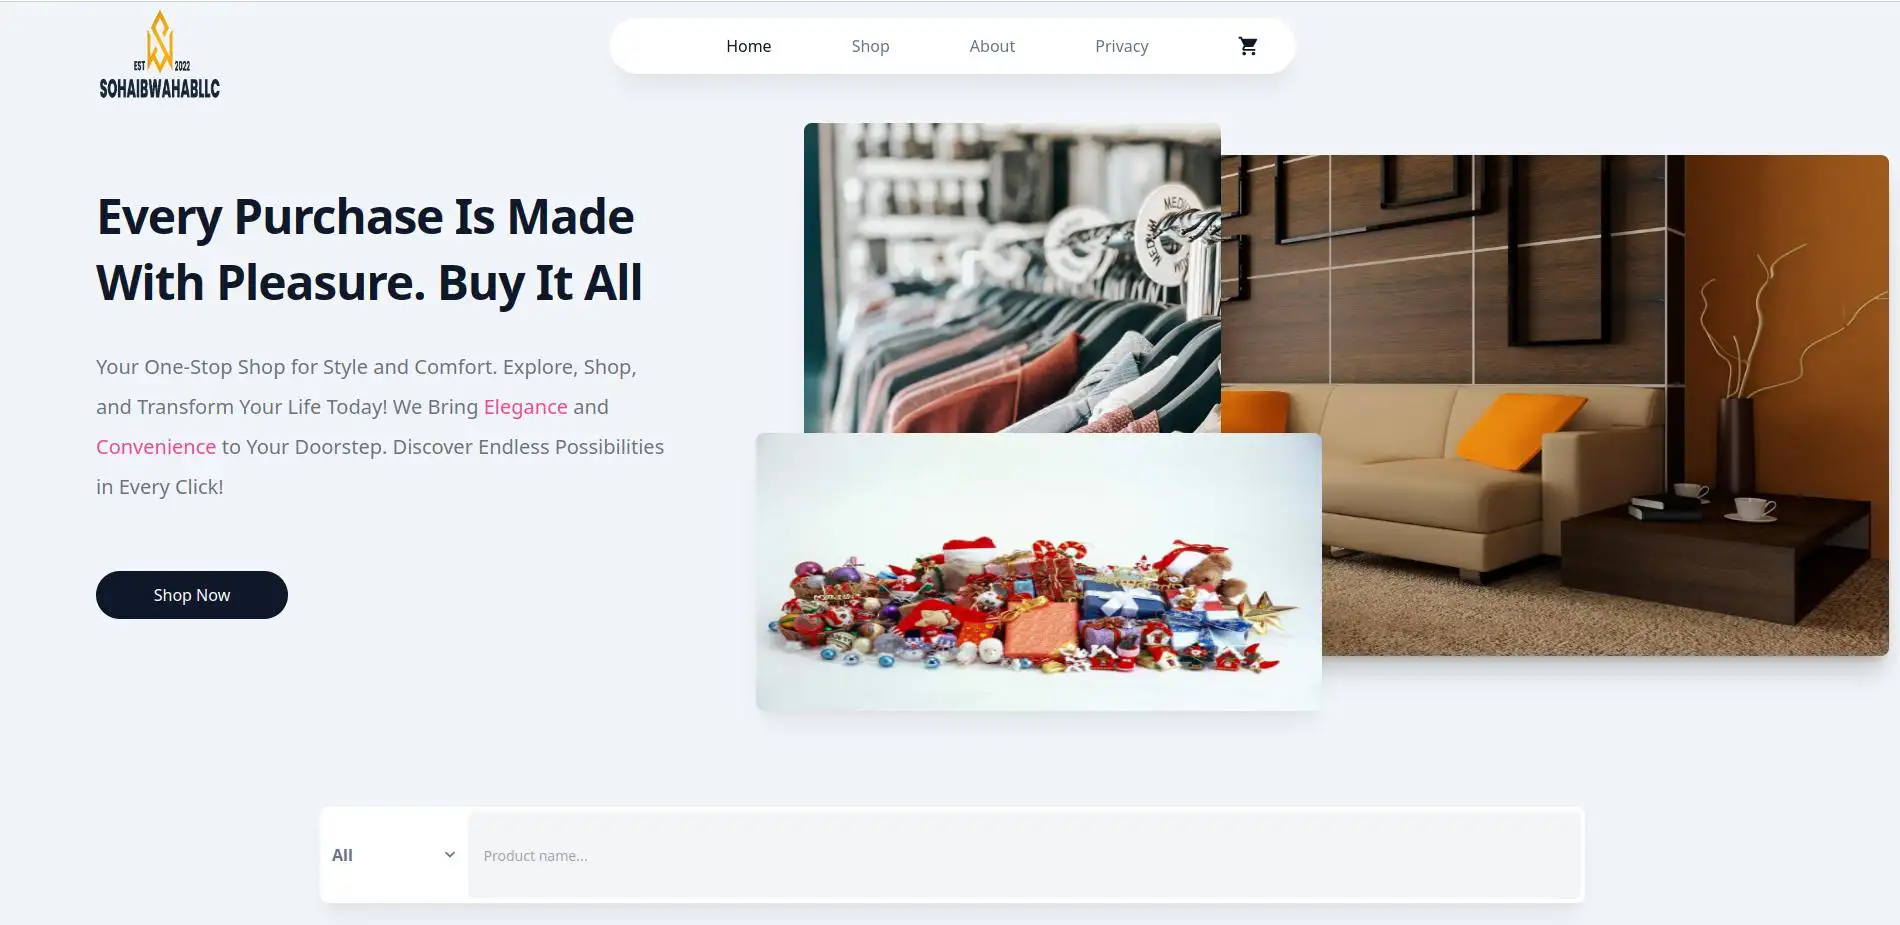 EST 2022
SOHAIBWAHABLLC
Home
Shop
About
Privacy
Every Purchase Is Made
With Pleasure. Buy It All
Your One-Stop Shop for Style and Comfort. Explore, Shop,
and Transform Your Life Today! We Bring Elegance and
Convenience to Your Doorstep. Discover Endless Possibilities
in Every Click!
Shop Now
MEDIUM
MEDIUM
All
Product name...